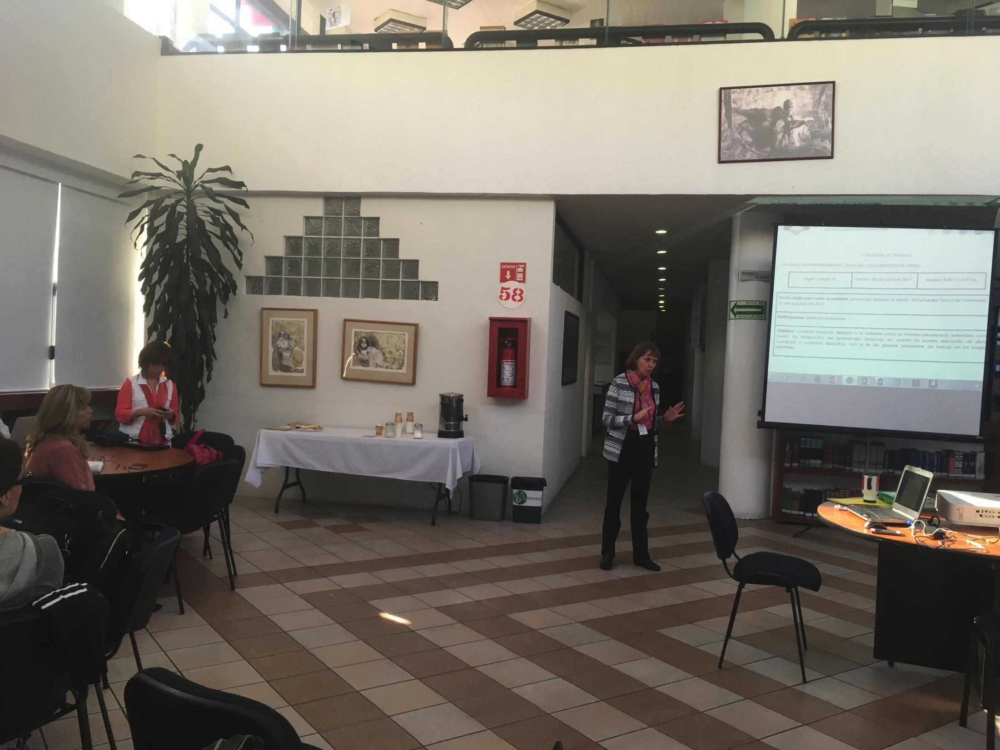 hes and
EXTINTOR
58
SILENCIO
SILENCIO
RUTA DE
EVACUACIÓN
ORGANICO
1ª REUNIÓN DE TRABAJO
Día de la Interdisciplinariedad. Único día con suspensión de clases.
Lugar: propia ISI. Fecha: 20 de octubre 2017. Horario: 8:00 a 14:00 hrs.
Fecha límite para subir el material, producido durante la sesión, al Portafolios Virtual de Evidencias:
31 de octubre de 2017
Participantes: todos los profesores.
Objetivo: construir espacios dirigidos a la reflexión sobre la interdisciplinariedad, entendida com
medio de integración del aprendizaje, tomando en cuenta los puntos relevantes de dich
condición o cualidad didáctica, con el fin de generar propuestas de trabajo en los propio
planteles.